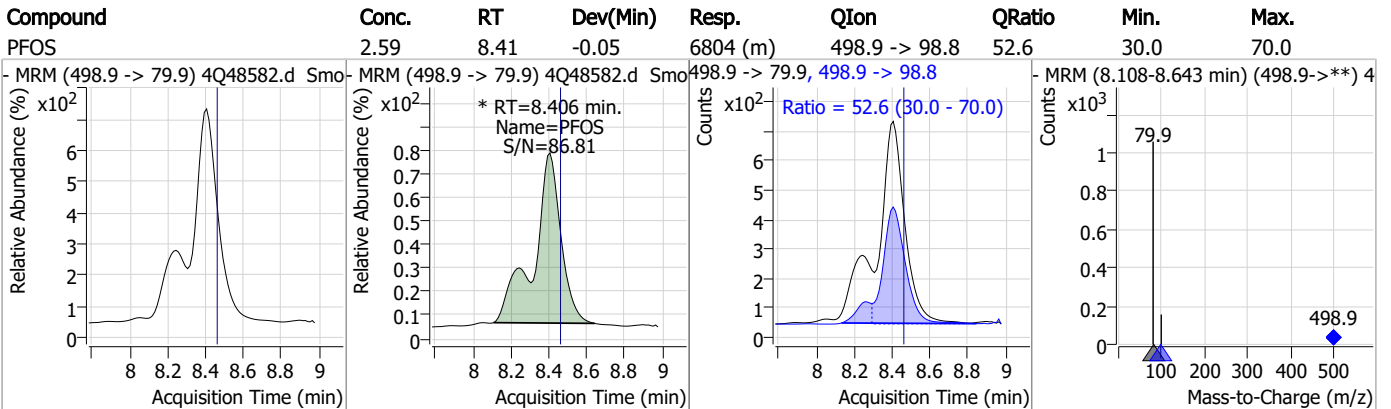 Compound Conc. RT Dev(Min) Resp. QIon QRatio Min. Max.
PFOS 2.59 8.41 -0.05 6804 (m) 498.9 -> 98.8 52.6 30.0 70.0
- MRM (498.9 -> 79.9) 4Q48582.d Smo
Relative Abundance (%)
x10²
6
5
4
3
2
1
0
8 8.2 8.4 8.6 8.8 9
Acquisition Time (min)
- MRM (498.9 -> 79.9) 4Q48582.d Smo
Relative Abundance (%)
x10²
* RT=8.406 min.
Name=PFOS
S/N=86.81
0.8
0.7
0.6
0.5
0.4
0.3
0.2
0.1
0
8 8.2 8.4 8.6 8.8 9
Acquisition Time (min)
498.9 -> 79.9, 498.9 -> 98.8
Counts
x10²
Ratio = 52.6 (30.0 - 70.0)
6
5
4
3
2
1
0
8 8.2 8.4 8.6 8.8 9
Acquisition Time (min)
- MRM (8.108-8.643 min) (498.9->**) 4
Counts
x10³
79.9
1
0.8
0.6
0.4
0.2
0
498.9
100 200 300 400 500
Mass-to-Charge (m/z)